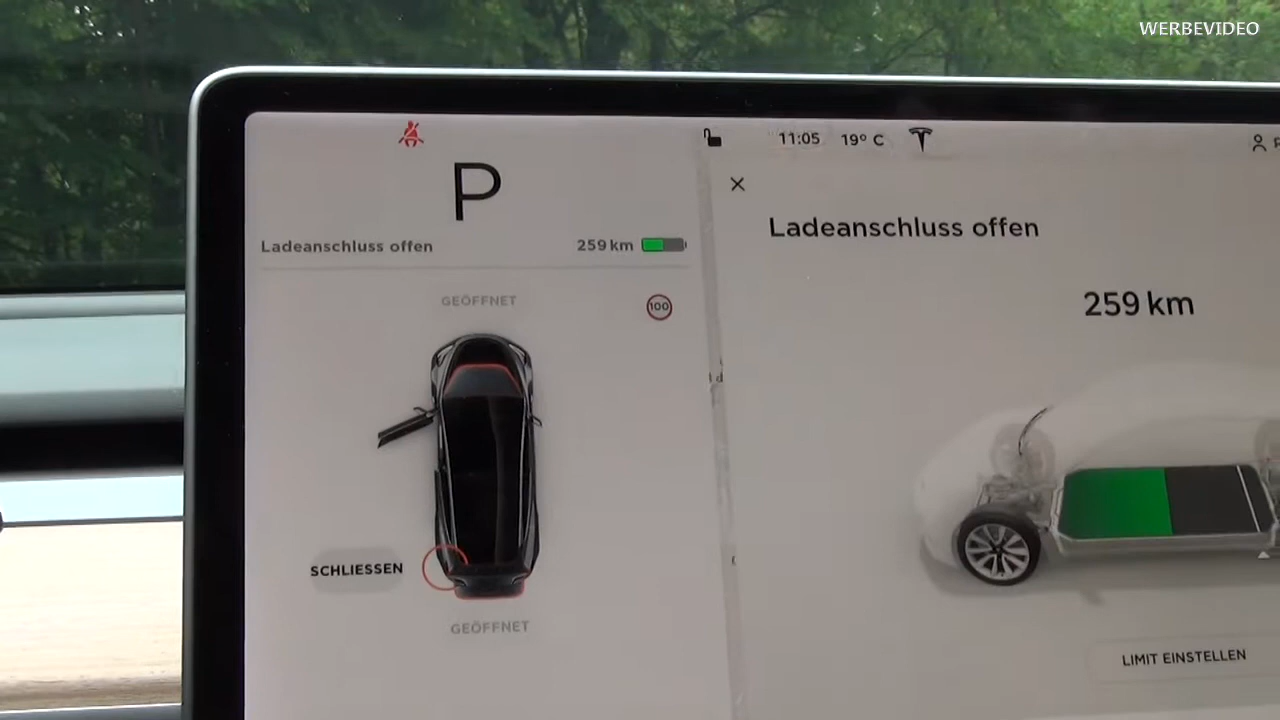 WERBEVIDEO
11:05 19° C
P
Ladeanschluss offen 259 km
Ladeanschluss offen
GEÖFFNET
100
259 km
SCHLIESSEN
GEÖFFNET
LIMIT EINSTELLEN